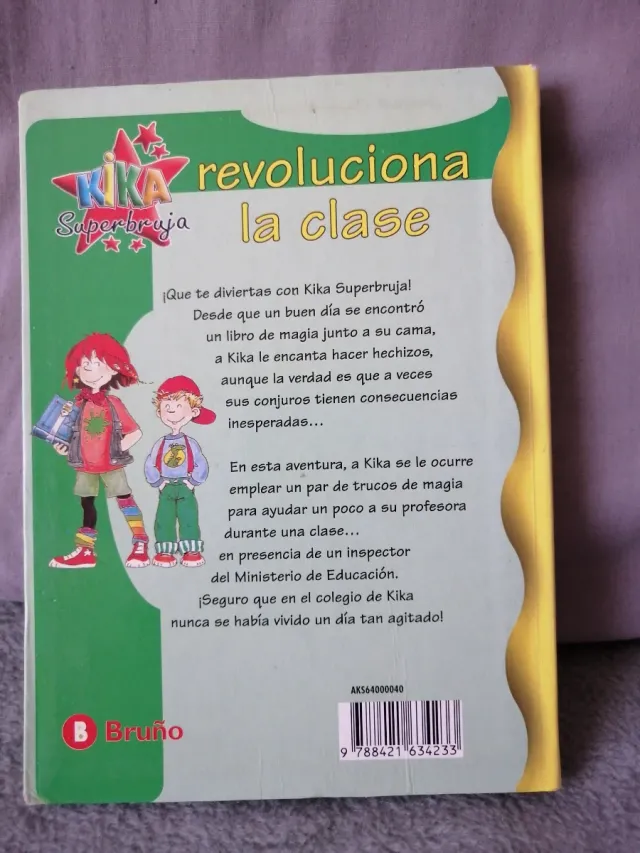 KiKA
Superbruja
revoluciona
la clase
¡Que te diviertas con Kika Superbruja!
Desde que un buen día se encontró
un libro de magia junto a su cama,
a Kika le encanta hacer hechizos,
aunque la verdad es que a veces
sus conjuros tienen consecuencias
inesperadas...
En esta aventura, a Kika se le ocurre
emplear un par de trucos de magia
para ayudar un poco a su profesora
durante una clase...
en presencia de un inspector
del Ministerio de Educación.
¡Seguro que en el colegio de Kika
nunca se había vivido un día tan agitado!
AKS64000040
9 788421 634233
B Bruño